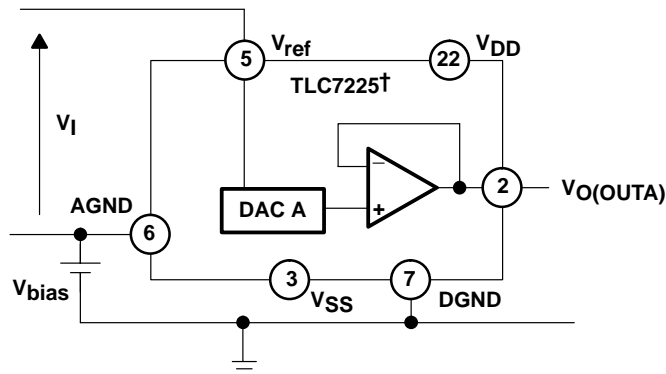 Vref
VDD
5
22
TLC7225†
VI
−
2
VO(OUTA)
AGND
DAC A
+
6
3
7
Vbias
VSS
DGND